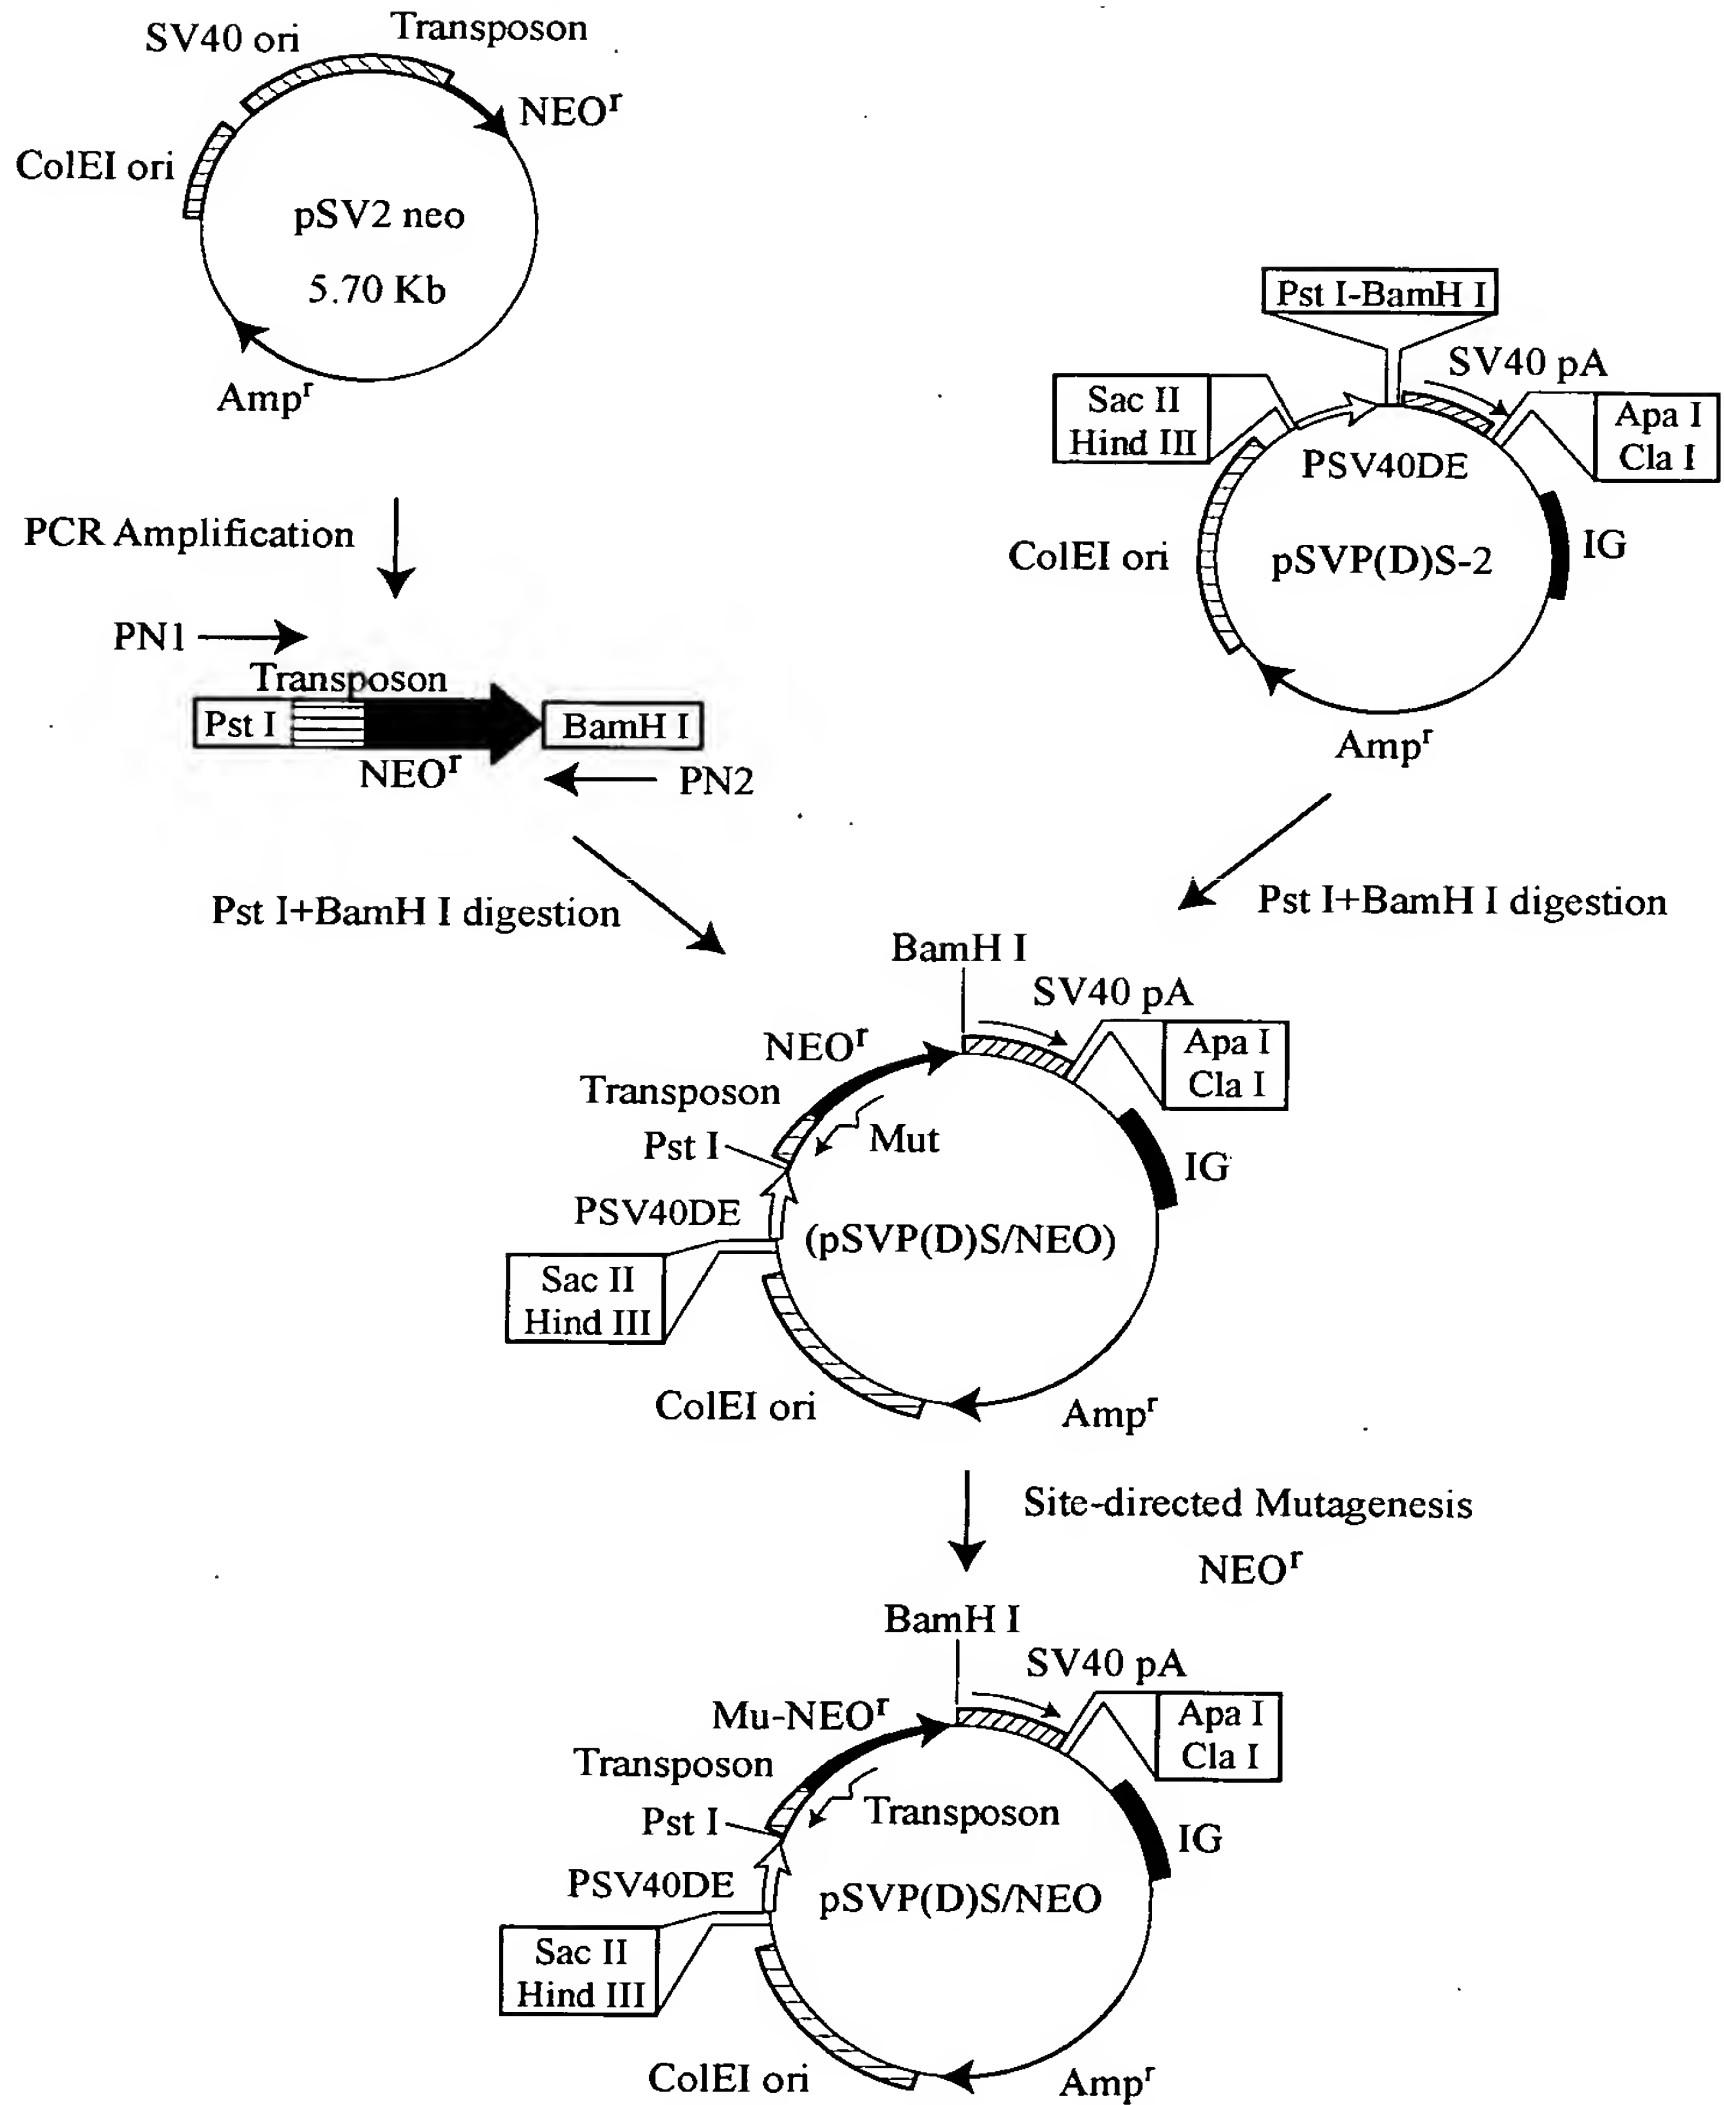 SV40 ori
Transposon
NEOʳ
ColEI ori
pSV2 neo
5.70 Kb
Ampʳ
Pst I-BamH I
SV40 pA
Sac II
Hind III
Apa I
Cla I
PSV40DE
ColEI ori
pSVP(D)S-2
IG
Ampʳ
PCR Amplification
PN1
Transposon
Pst I
BamH I
NEOʳ
PN2
Pst I+BamH I digestion
Pst I+BamH I digestion
BamH I
SV40 pA
NEOʳ
Apa I
Cla I
Transposon
Pst I
Mut
IG
PSV40DE
(pSVP(D)S/NEO)
Sac II
Hind III
ColEI ori
Ampʳ
Site-directed Mutagenesis
NEOʳ
BamH I
SV40 pA
Mu-NEOʳ
Apa I
Cla I
Transposon
Pst I
Transposon
IG
PSV40DE
pSVP(D)S/NEO
Sac II
Hind III
ColEI ori
Ampʳ